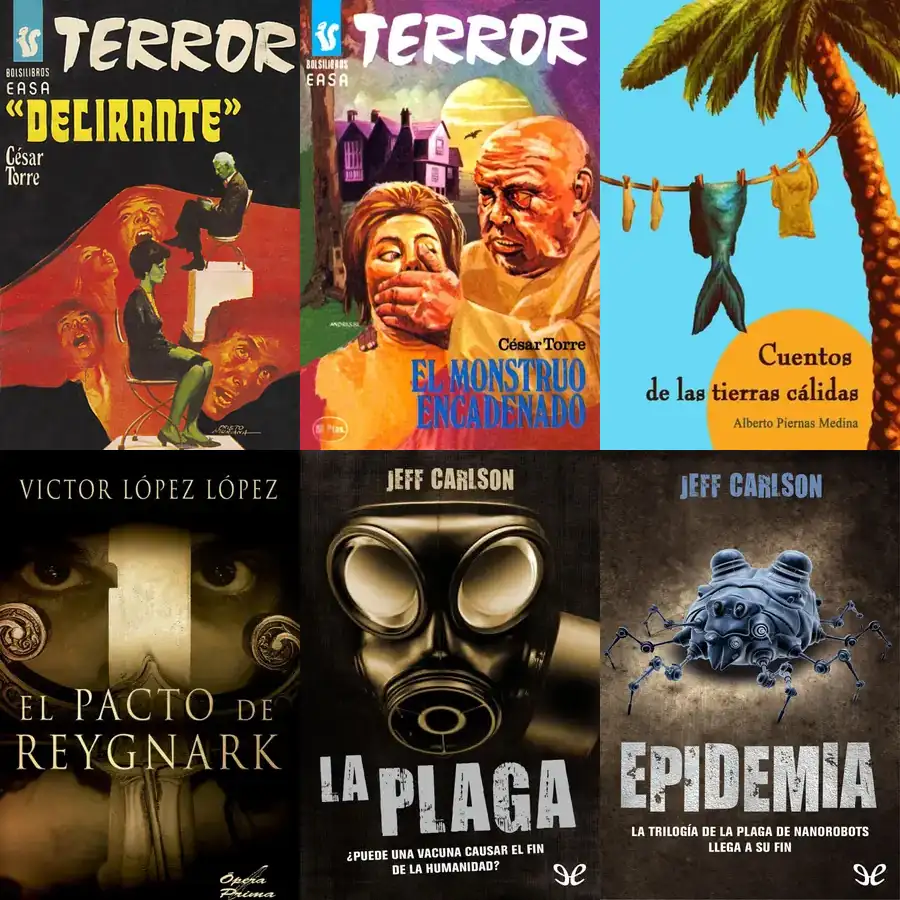 TERROR
BOLSILIBROS
EASA
"DELIRANTE"
César
Torre
PRIETO
MURIANA
TERROR
BOLSILIBROS
EASA
César Torre
EL MONSTRUO
ENCADENADO
Cuentos
de las tierras cálidas
Alberto Piernas Medina
VICTOR LÓPEZ LÓPEZ
EL PACTO DE
REYGNARK
Ópera
Prima
JEFF CARLSON
LA PLAGA
¿PUEDE UNA VACUNA CAUSAR EL FIN
DE LA HUMANIDAD?
JEFF CARLSON
EPIDEMIA
LA TRILOGÍA DE LA PLAGA DE NANOROBOTS
LLEGA A SU FIN